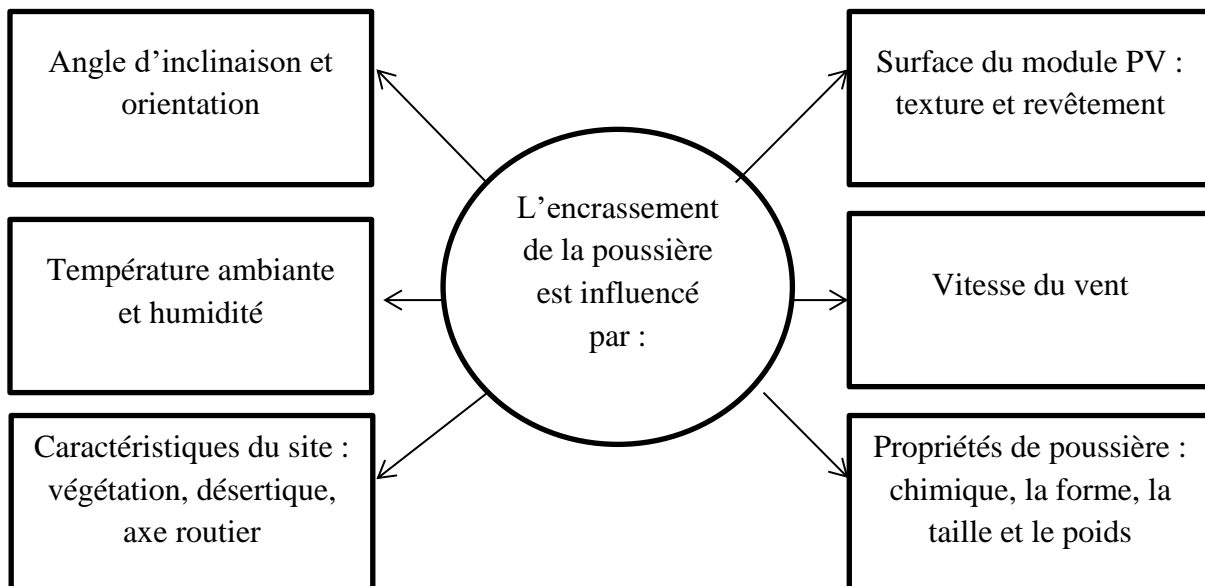 Angle d’inclinaison et
orientation
Surface du module PV :
texture et revêtement
L’encrassement
de la poussière
est influencé
par :
Température ambiante
et humidité
Vitesse du vent
Caractéristiques du site :
végétation, désertique,
axe routier
Propriétés de poussière :
chimique, la forme, la
taille et le poids